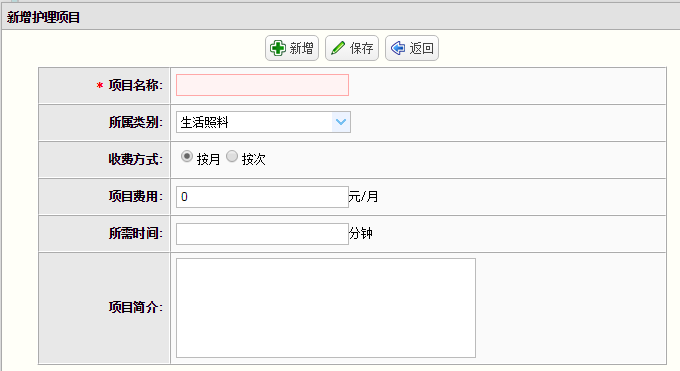 新增护理项目
新增 保存 返回
* 项目名称:
所属类别: 生活照料
收费方式: 按月 按次
项目费用: 0 元/月
所需时间: 分钟
项目简介: